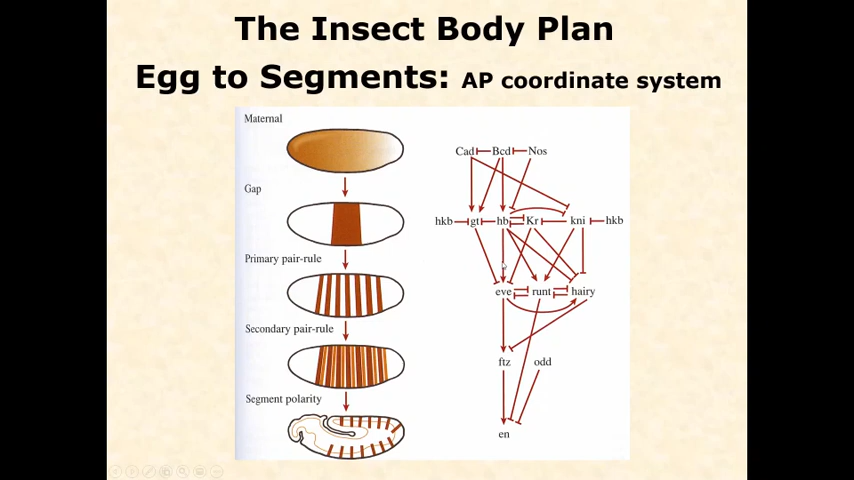 The Insect Body Plan
Egg to Segments: AP coordinate system
Maternal
Cad Bcd Nos
Gap
hkb gt hb Kr kni hkb
Primary pair-rule
eve runt hairy
Secondary pair-rule
ftz odd
Segment polarity
en